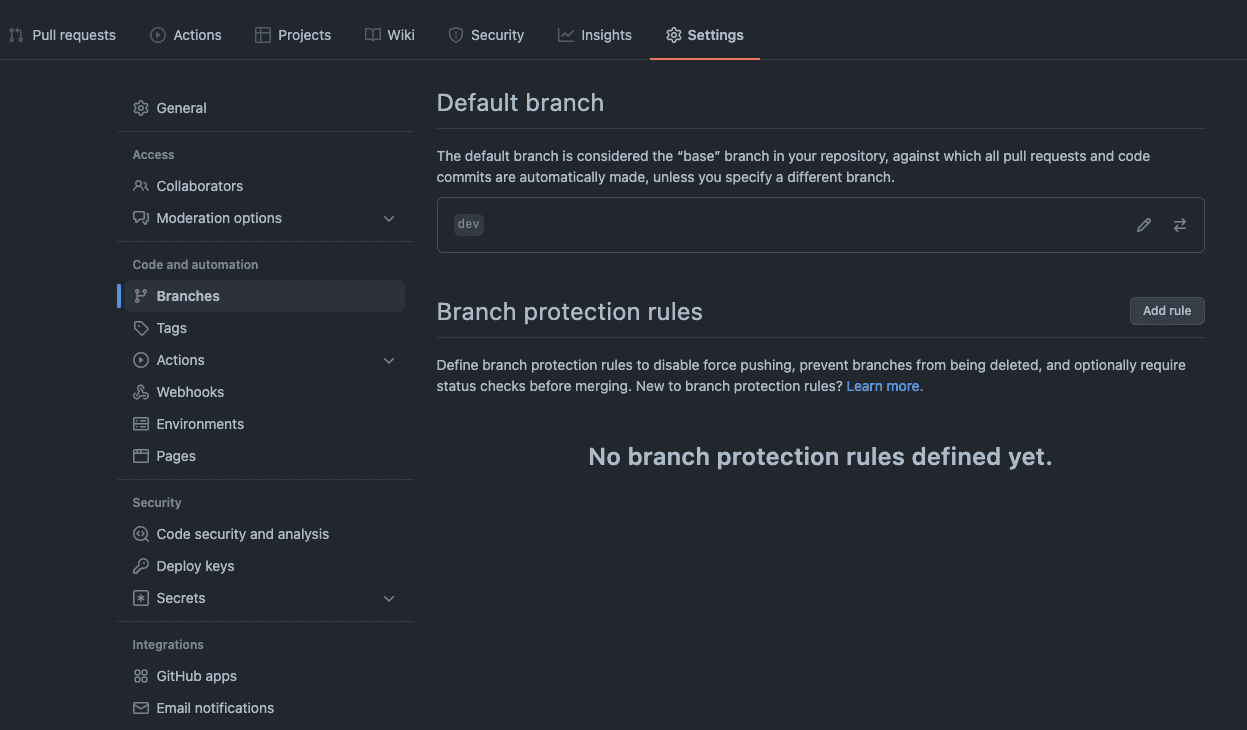 Pull requests
Actions
Projects
Wiki
Security
Insights
Settings
General
Access
Collaborators
Moderation options
Code and automation
Branches
Tags
Actions
Webhooks
Environments
Pages
Security
Code security and analysis
Deploy keys
Secrets
Integrations
GitHub apps
Email notifications
Default branch
The default branch is considered the “base” branch in your repository, against which all pull requests and code
commits are automatically made, unless you specify a different branch.
dev
Branch protection rules
Add rule
Define branch protection rules to disable force pushing, prevent branches from being deleted, and optionally require
status checks before merging. New to branch protection rules? Learn more.
No branch protection rules defined yet.